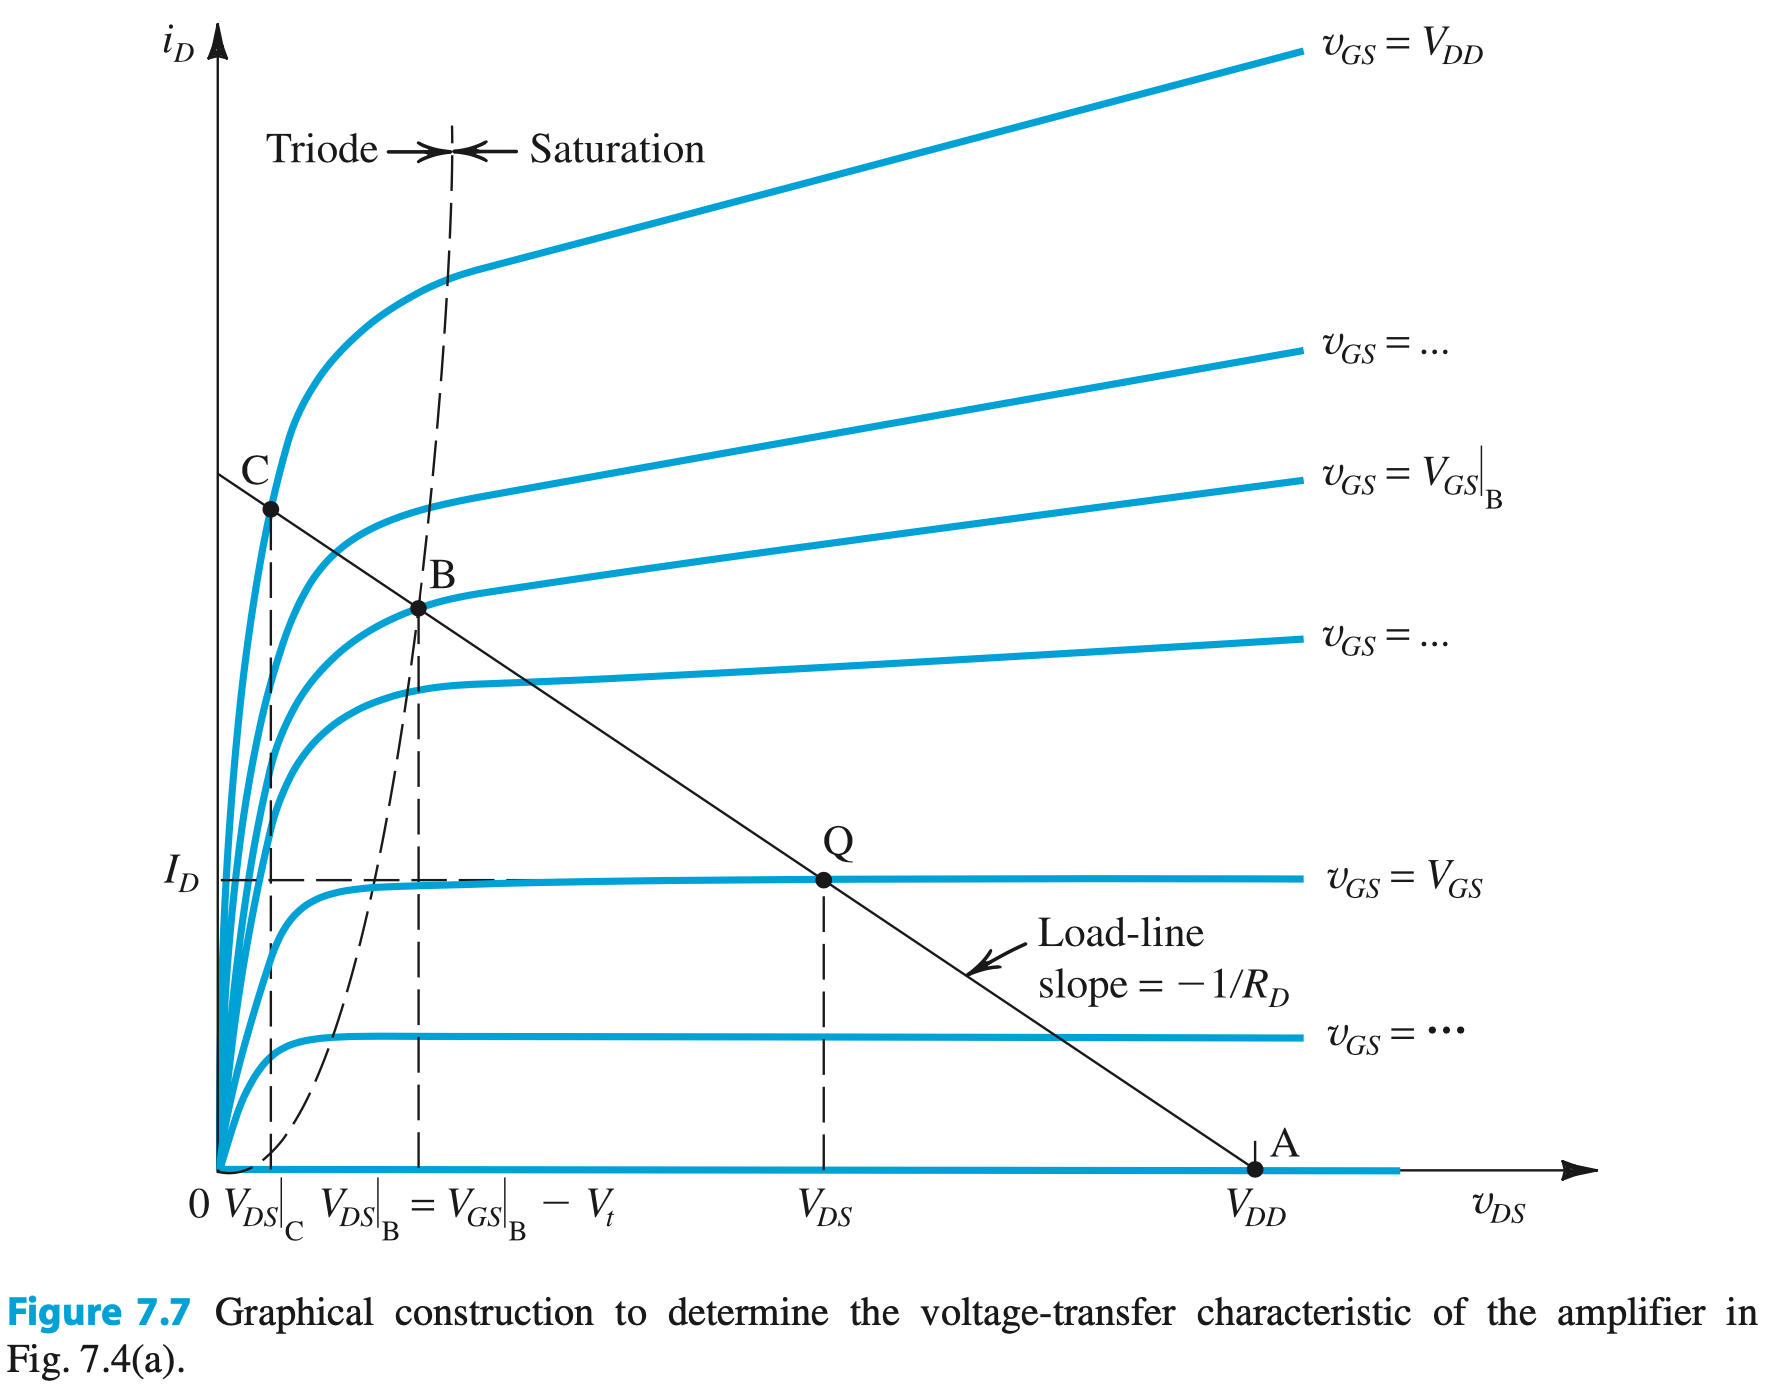 i_D
v_GS = V_DD
Triode
Saturation
v_GS = ...
C
v_GS = V_GS|_B
B
v_GS = ...
Q
I_D
v_GS = V_GS
Load-line
slope = −1/R_D
v_GS = •••
A
0 V_DS|_C V_DS|_B = V_GS|_B − V_t V_DS V_DD v_DS
Figure 7.7 Graphical construction to determine the voltage-transfer characteristic of the amplifier in
Fig. 7.4(a).